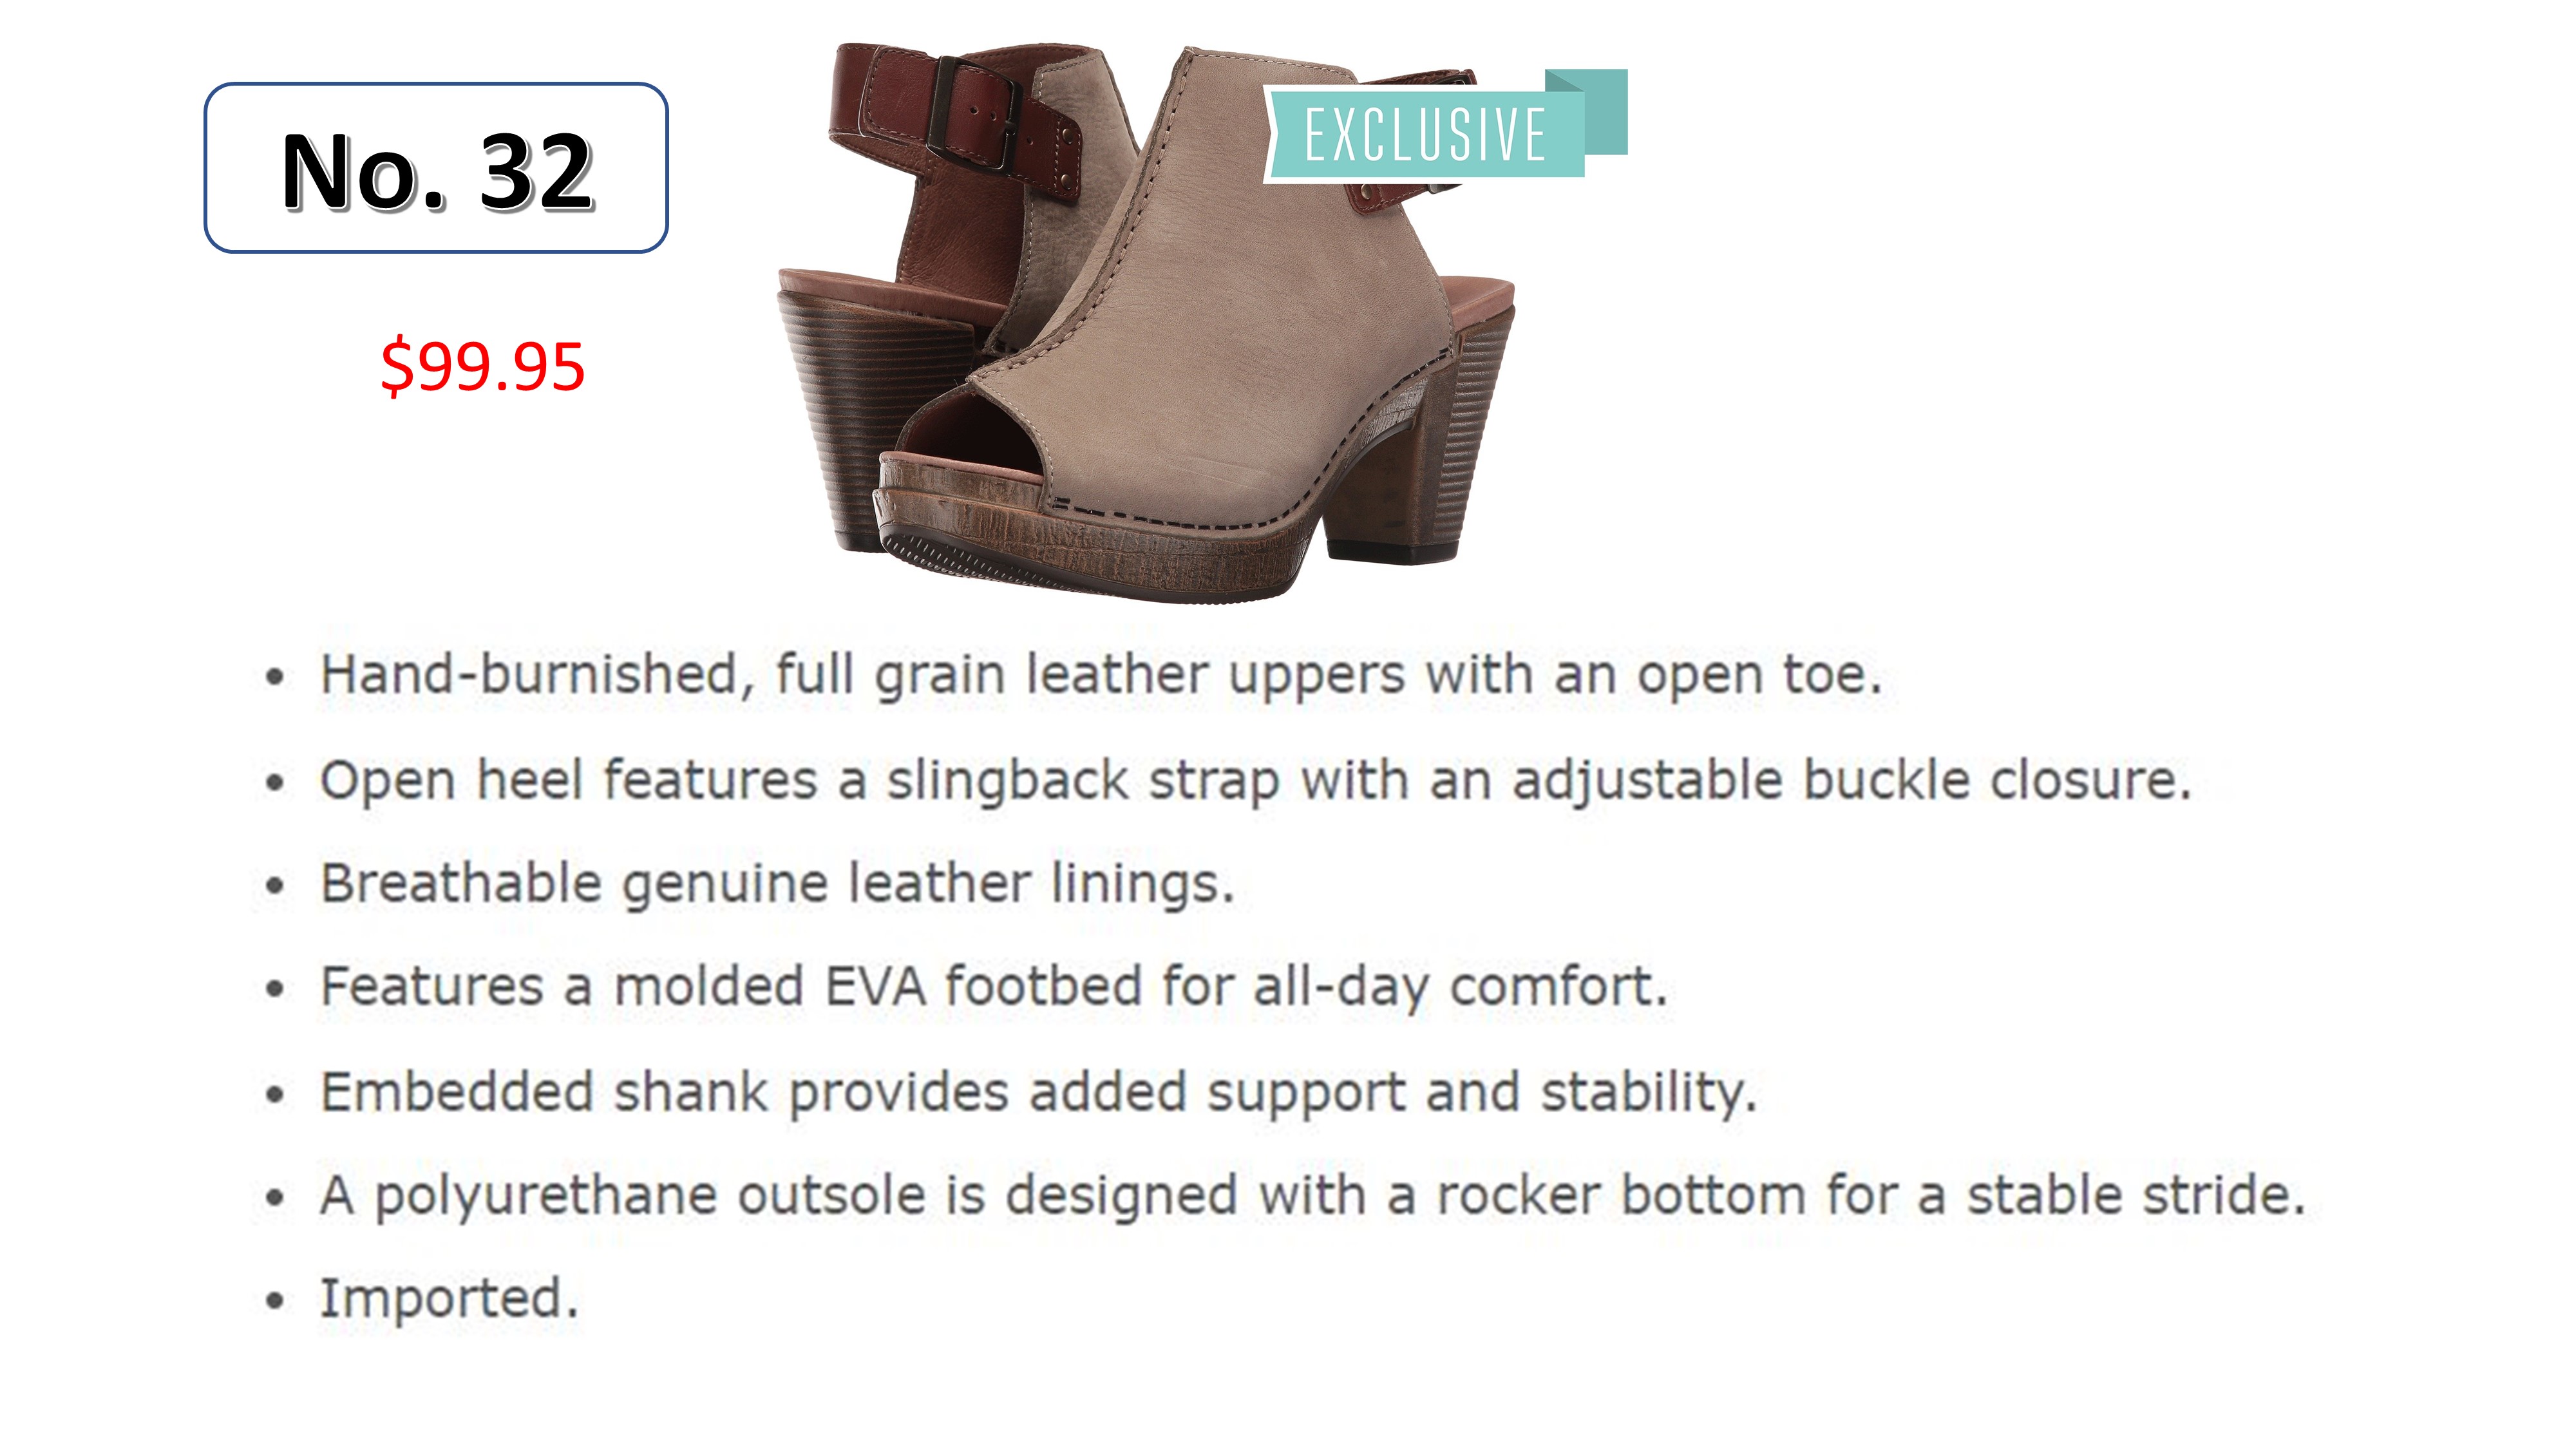 No. 32
EXCLUSIVE
$99.95
• Hand-burnished, full grain leather uppers with an open toe.
• Open heel features a slingback strap with an adjustable buckle closure.
• Breathable genuine leather linings.
• Features a molded EVA footbed for all-day comfort.
• Embedded shank provides added support and stability.
• A polyurethane outsole is designed with a rocker bottom for a stable stride.
• Imported.